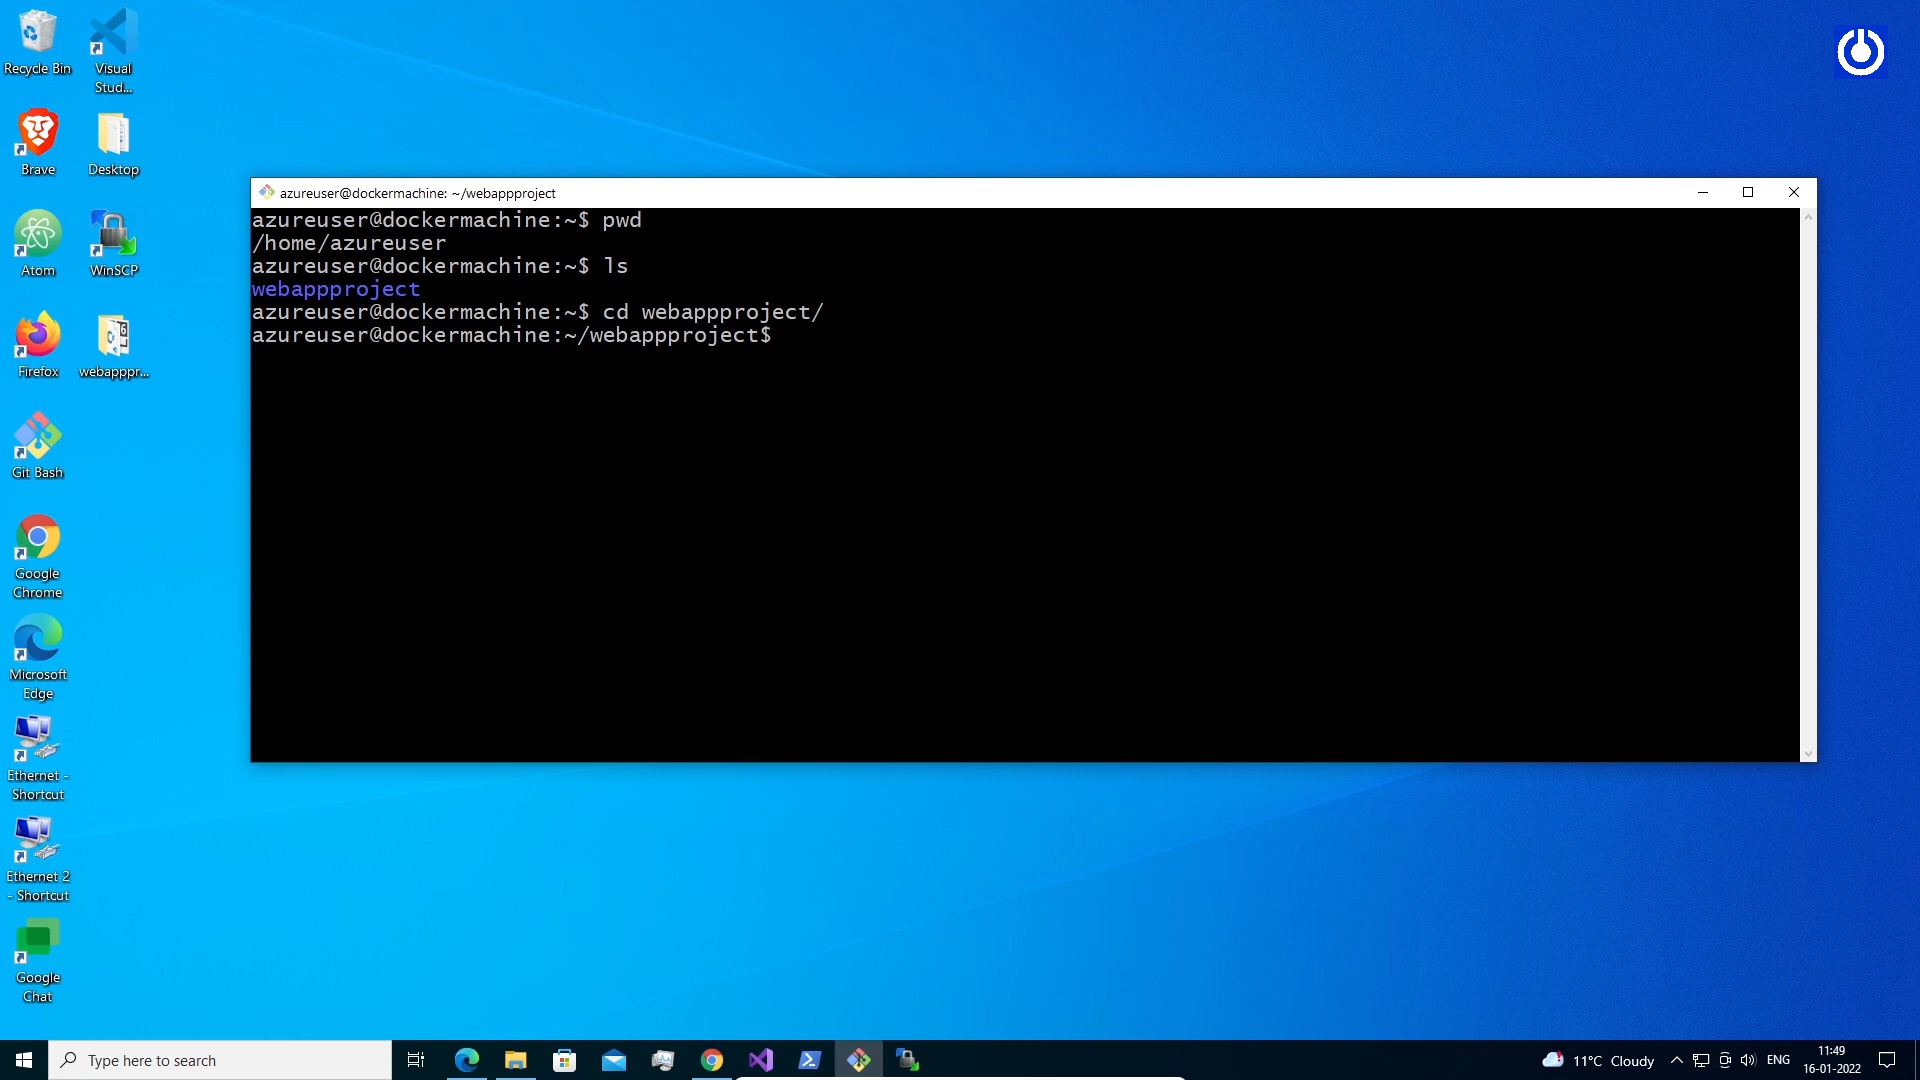 Recycle Bin
Visual
Stud...
Brave
Desktop
Atom
WinSCP
Firefox
webapppr...
Git Bash
Google
Chrome
Microsoft
Edge
Ethernet -
Shortcut
Ethernet 2
- Shortcut
Google
Chat
azureuser@dockermachine: ~/webappproject
azureuser@dockermachine:~$ pwd
/home/azureuser
azureuser@dockermachine:~$ ls
webappproject
azureuser@dockermachine:~$ cd webappproject/
azureuser@dockermachine:~/webappproject$
Type here to search
11°C Cloudy
ENG
11:49
16-01-2022